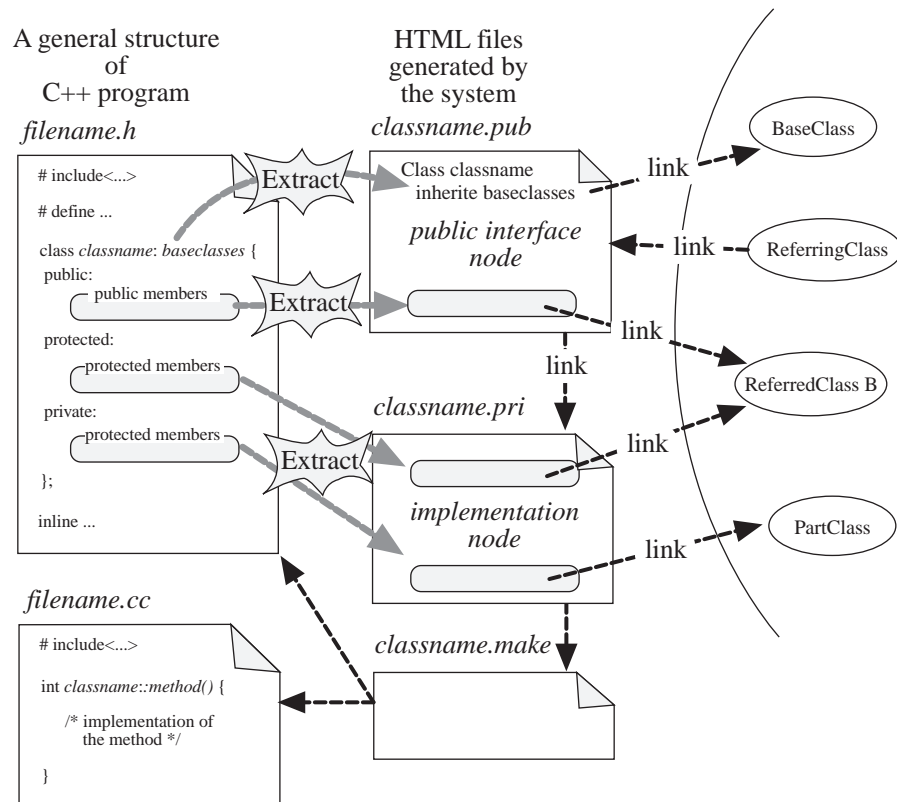 A general structure
of
C++ program
filename.h
# include<...>
# define ...
class classname: baseclasses {
public:
public members
protected:
protected members
private:
protected members
};
inline ...
filename.cc
# include<...>
int classname::method() {
/* implementation of
the method */
}
Extract
Extract
Extract
HTML files
generated by
the system
classname.pub
Class classname
inherite baseclasses
public interface
node
link
classname.pri
implementation
node
classname.make
link
link
link
link
link
BaseClass
ReferringClass
ReferredClass B
PartClass